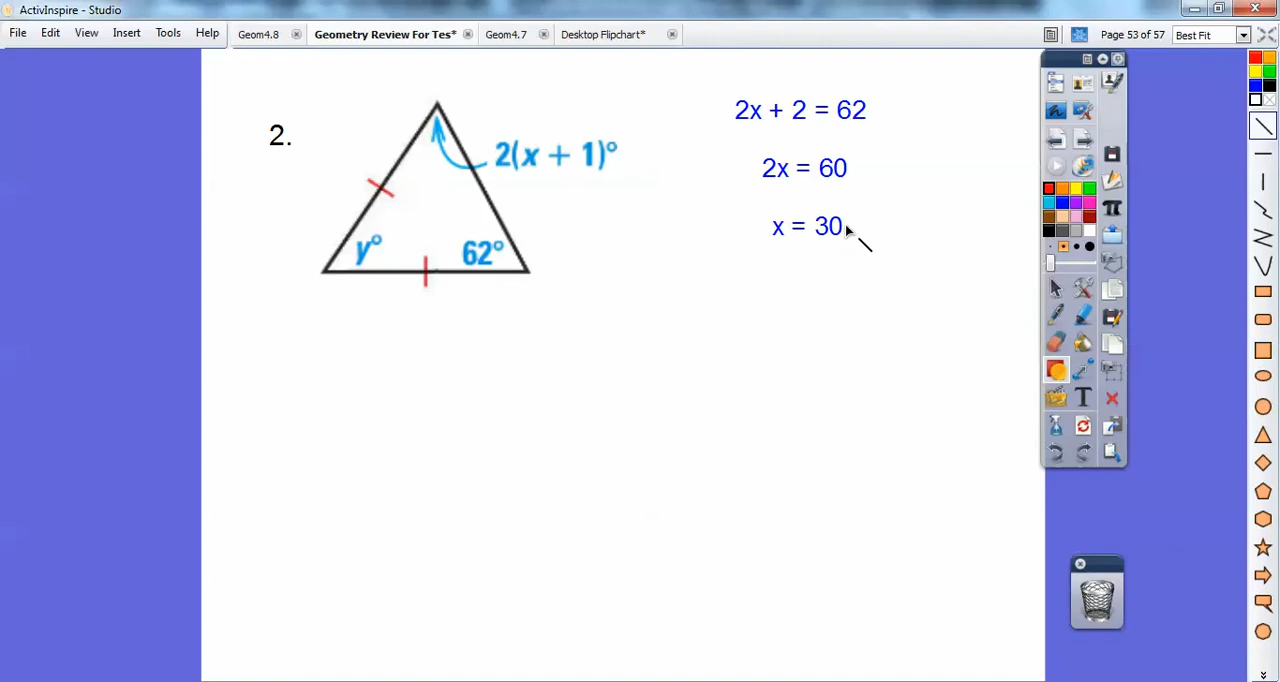 ActivInspire - Studio
File Edit View Insert Tools Help
Geom4.8 Geometry Review For Tes* Geom4.7 Desktop Flipchart*
Page 53 of 57 Best Fit
2.
2(x + 1)°
y°
62°
2x + 2 = 62
2x = 60
x = 30